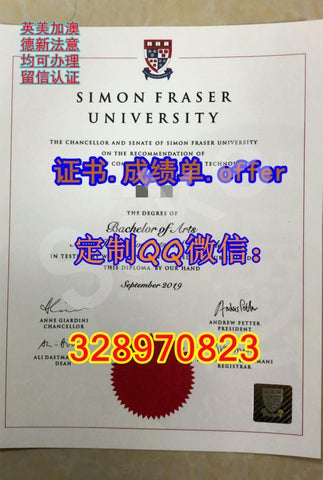 英美加澳
德新法意
均可办理
留信认证
SIMON FRASER
UNIVERSITY
THE CHANCELLOR AND SENATE OF SIMON FRASER UNIVERSITY
ON THE RECOMMENDATION OF
证书.成绩单.offer
THE DEGREE OF
Bachelor of Arts
定制QQ微信:
IN
THIS DIPLOMA BY OUR HAND
September 2019
ANNE GIARDINI
CHANCELLOR
ANDREW PETTER
PRESIDENT
328970823
ALI
DEAN
REGISTRAR